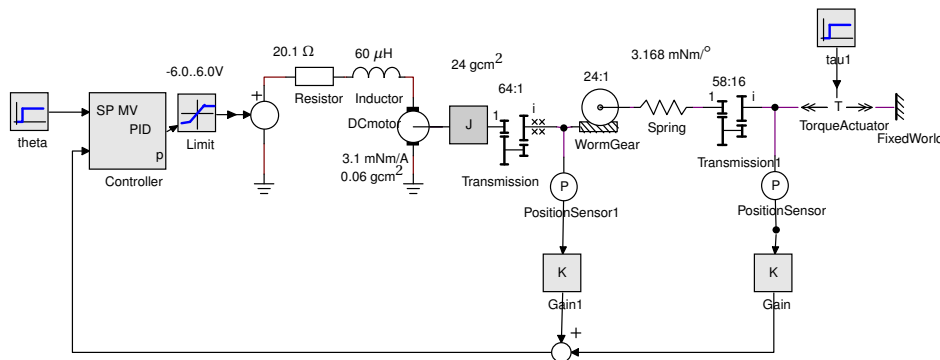 20.1 Ω
60 μH
3.168 mNm/°
tau1
-6.0..6.0V
24 gcm²
64:1
24:1
58:16
SP MV
PID
p
theta
Controller
Limit
+
Resistor
Inductor
DCmotor
3.1 mNm/A
0.06 gcm²
J
1
i
Transmission
WormGear
Spring
1
i
Transmission1
T
TorqueActuator
FixedWorld
P
PositionSensor1
P
PositionSensor
K
Gain1
K
Gain
+